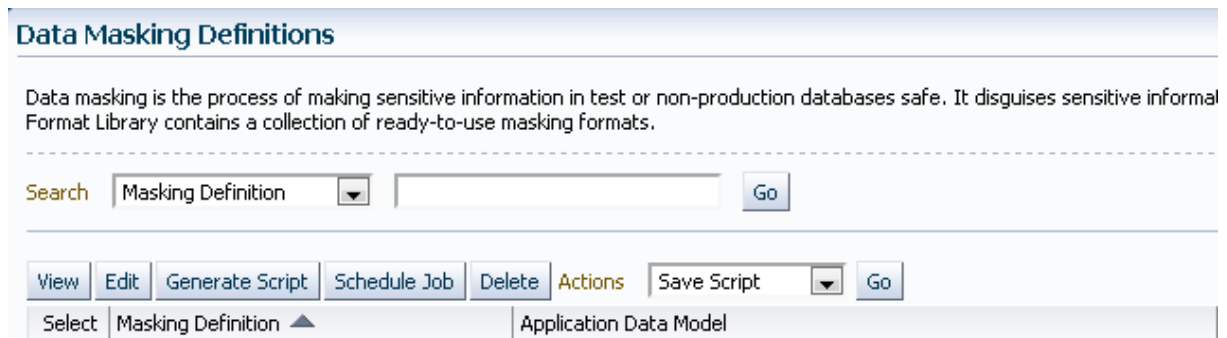 Data Masking Definitions
Data masking is the process of making sensitive information in test or non-production databases safe. It disguises sensitive
Format Library contains a collection of ready-to-use masking formats.
Search Masking Definition Go
View Edit Generate Script Schedule Job Delete Actions Save Script Go
Select Masking Definition Application Data Model